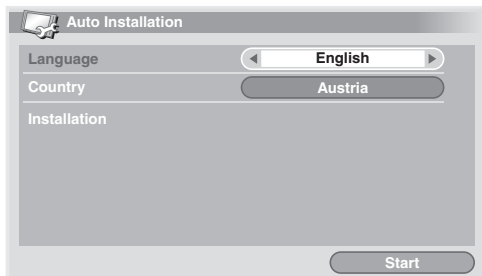 Auto Installation
Language English
Country Austria
Installation
Start